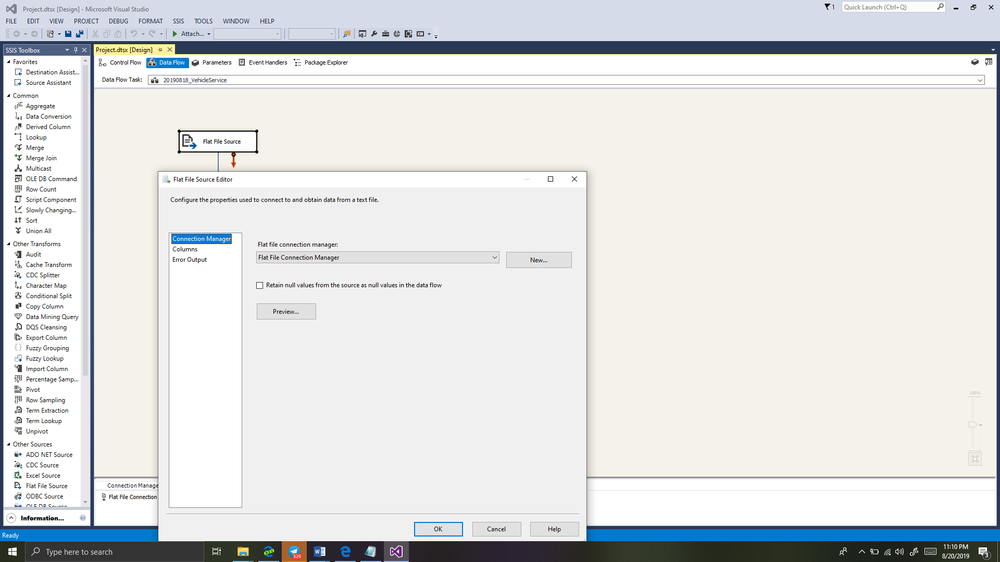 Project.dtsx [Design] - Microsoft Visual Studio
1
Quick Launch (Ctrl+Q)
FILE EDIT VIEW PROJECT DEBUG FORMAT SSIS TOOLS WINDOW HELP
Attach...
SSIS Toolbox
Project.dtsx [Design]
Control Flow
Data Flow
Parameters
Event Handlers
Package Explorer
Data Flow Task:
20190818_VehicleService
Favorites
Destination Assist...
Source Assistant
Common
Aggregate
Data Conversion
Derived Column
Lookup
Merge
Merge Join
Multicast
OLE DB Command
Row Count
Script Component
Slowly Changing...
Sort
Union All
Other Transforms
Audit
Cache Transform
CDC Splitter
Character Map
Conditional Split
Copy Column
Data Mining Query
DQS Cleansing
Export Column
Fuzzy Grouping
Fuzzy Lookup
Import Column
Percentage Samp...
Pivot
Row Sampling
Term Extraction
Term Lookup
Unpivot
Other Sources
ADO NET Source
CDC Source
Excel Source
Flat File Source
ODBC Source
OLE DB Source
Information...
Flat File Source
Flat File Source Editor
Configure the properties used to connect to and obtain data from a text file.
Connection Manager
Columns
Error Output
Flat file connection manager:
Flat File Connection Manager
New...
Retain null values from the source as null values in the data flow
Preview...
OK
Cancel
Help
100%
Connection Manage
Flat File Connection
Ready
Type here to search
329
11:10 PM
8/20/2019
3